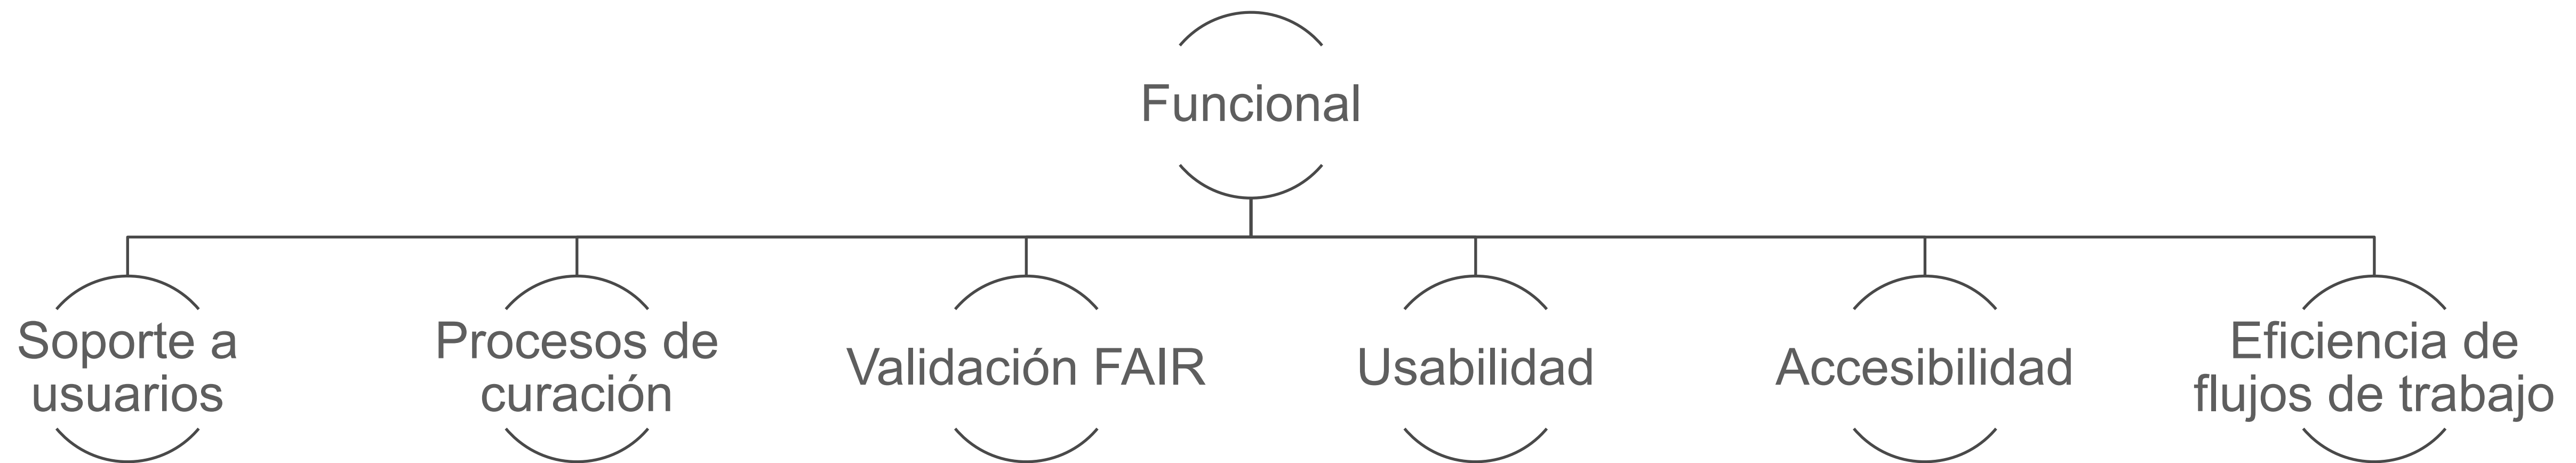 Funcional
Soporte a
usuarios
Procesos de
curación
Validación FAIR
Usabilidad
Accesibilidad
Eficiencia de
flujos de trabajo